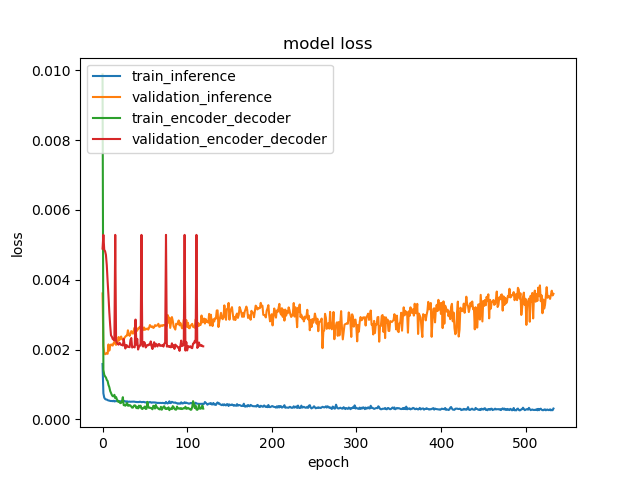 model loss
train_inference
validation_inference
train_encoder_decoder
validation_encoder_decoder
loss
0.010
0.008
0.006
0.004
0.002
0.000
0 100 200 300 400 500
epoch